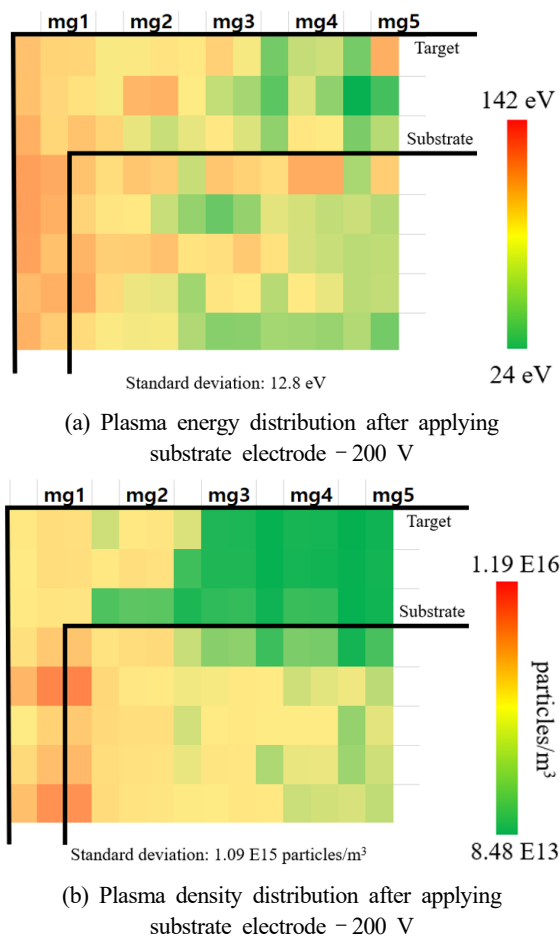 mg1 mg2 mg3 mg4 mg5
Target
142 eV
Substrate
24 eV
Standard deviation: 12.8 eV
(a) Plasma energy distribution after applying
substrate electrode －200 V
mg1 mg2 mg3 mg4 mg5
Target
1.19 E16
Substrate
particles/m³
8.48 E13
Standard deviation: 1.09 E15 particles/m³
(b) Plasma density distribution after applying
substrate electrode －200 V